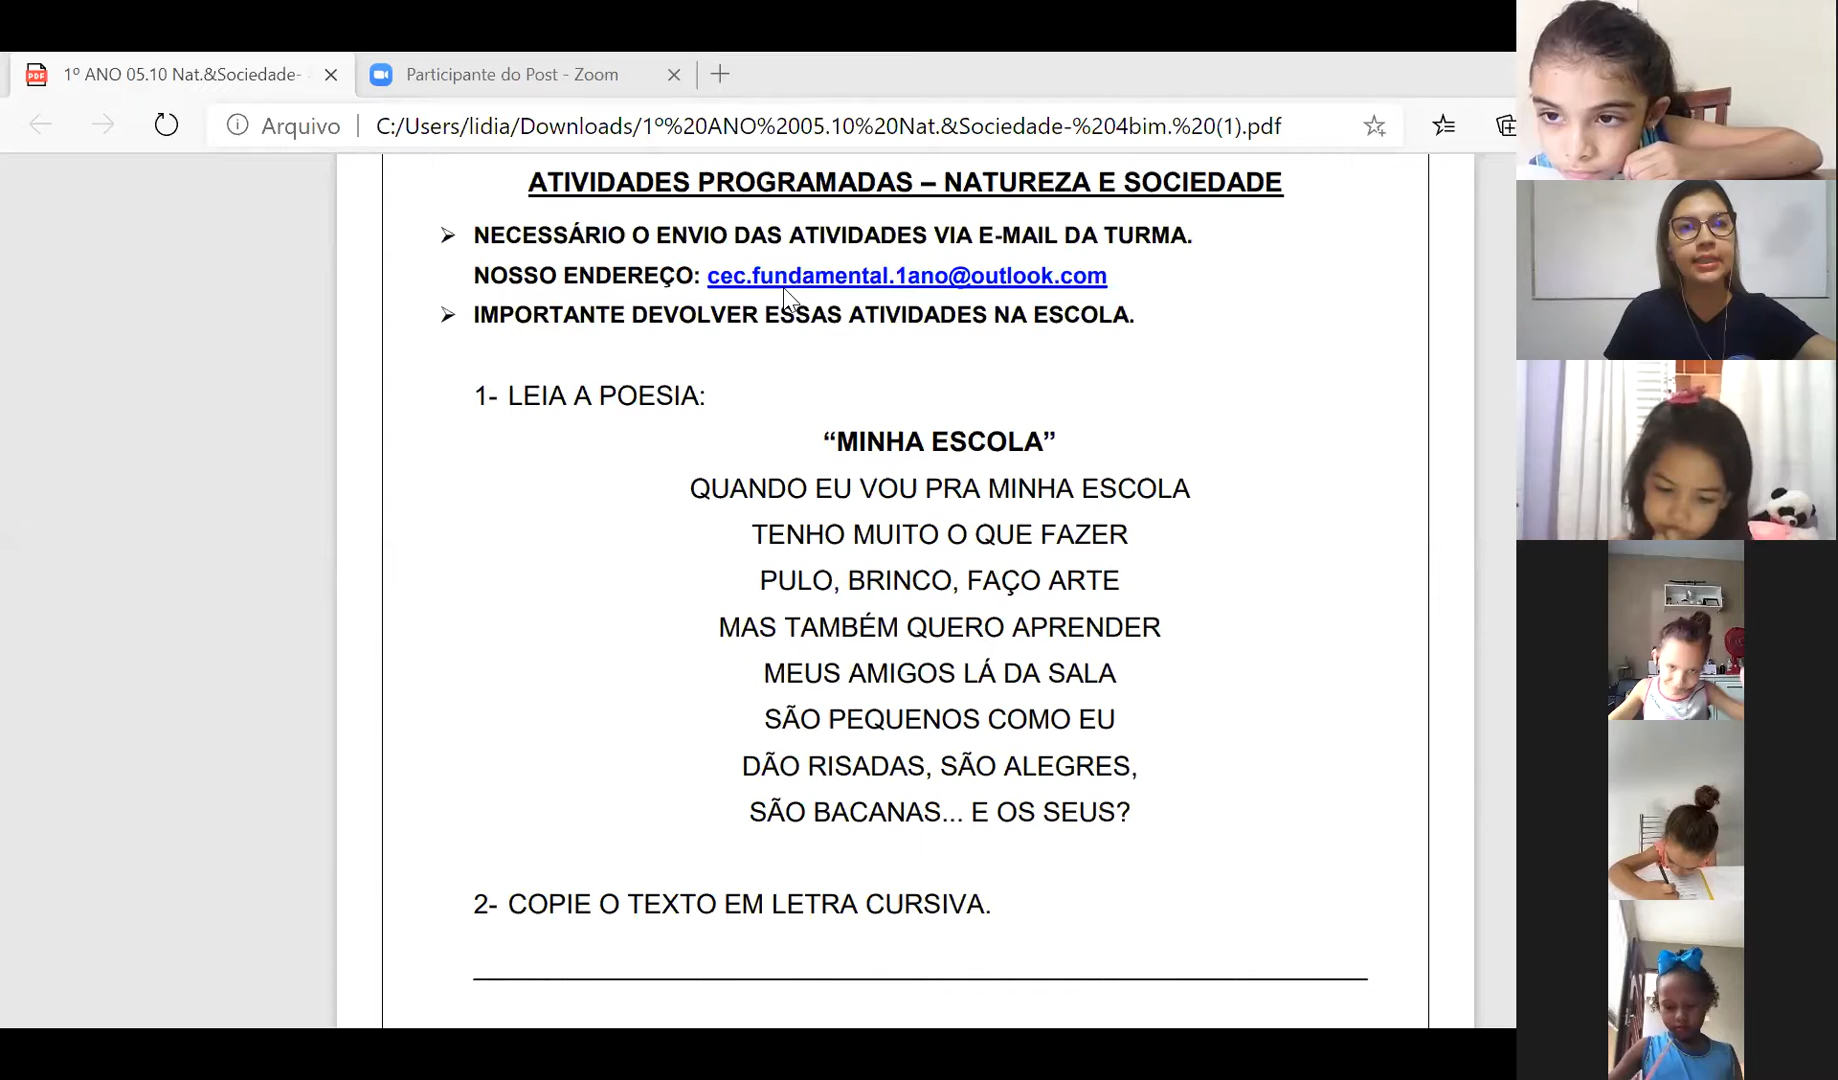 1º ANO 05.10 Nat.&Sociedade-
Participante do Post - Zoom
Arquivo
C:/Users/lidia/Downloads/1º%20ANO%2005.10%20Nat.&Sociedade-%204bim.%20(1).pdf
ATIVIDADES PROGRAMADAS – NATUREZA E SOCIEDADE
➢ NECESSÁRIO O ENVIO DAS ATIVIDADES VIA E-MAIL DA TURMA.
NOSSO ENDEREÇO: cec.fundamental.1ano@outlook.com
➢ IMPORTANTE DEVOLVER ESSAS ATIVIDADES NA ESCOLA.
1- LEIA A POESIA:
“MINHA ESCOLA”
QUANDO EU VOU PRA MINHA ESCOLA
TENHO MUITO O QUE FAZER
PULO, BRINCO, FAÇO ARTE
MAS TAMBÉM QUERO APRENDER
MEUS AMIGOS LÁ DA SALA
SÃO PEQUENOS COMO EU
DÃO RISADAS, SÃO ALEGRES,
SÃO BACANAS... E OS SEUS?
2- COPIE O TEXTO EM LETRA CURSIVA.